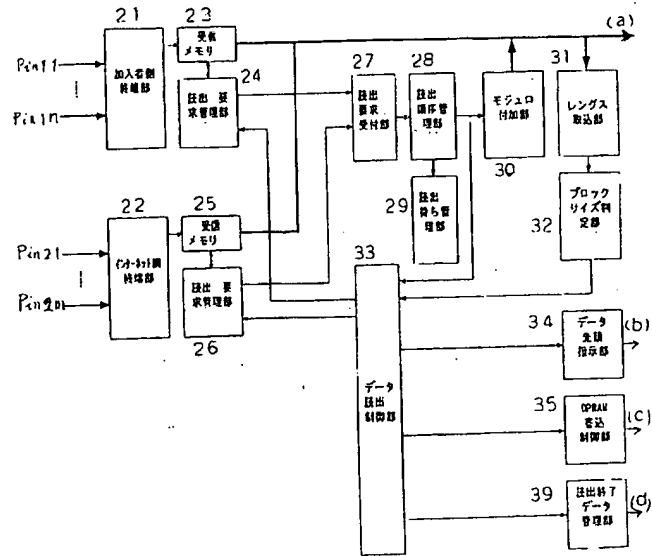 21
23
受信
メモリ
(a)
Pin11
加入者側
終端部
24
読出 要
求管理部
Pin1n
27
読出
要求
受付部
28
読出
順序管
理部
モジュロ
付加部
30
31
レングス
取込部
22
25
受信
メモリ
29
読出
待ち管
理部
32
ブロック
サイズ判
定部
Pin21
インターネット側
終端部
読出 要
求管理部
26
Pin2m
33
データ
読出
制御部
34
データ
先頭
指示部
(b)
35
DPRAM
書込
制御部
(c)
39
読出終了
データ
管理部
(d)